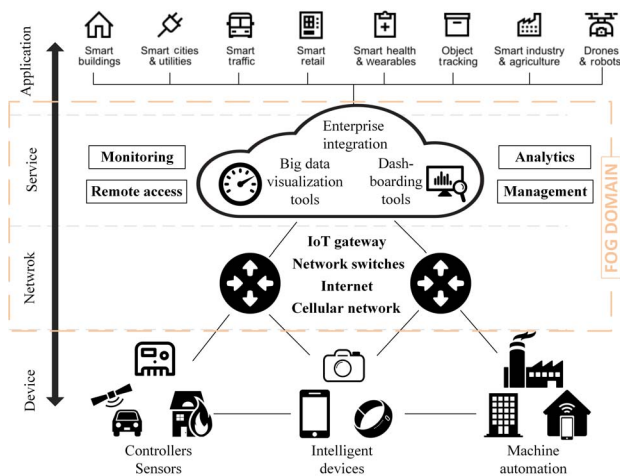 Application
Smart
buildings
Smart cities
& utilities
Smart
traffic
Smart
retail
Smart health
& wearables
Object
tracking
Smart industry
& agriculture
Drones
& robots
Service
Enterprise
integration
Monitoring
Remote access
Big data
visualization
tools
Dash-
boarding
tools
Analytics
Management
FOG DOMAIN
Netwrok
IoT gateway
Network switches
Internet
Cellular network
Device
Controllers
Sensors
Intelligent
devices
Machine
automation